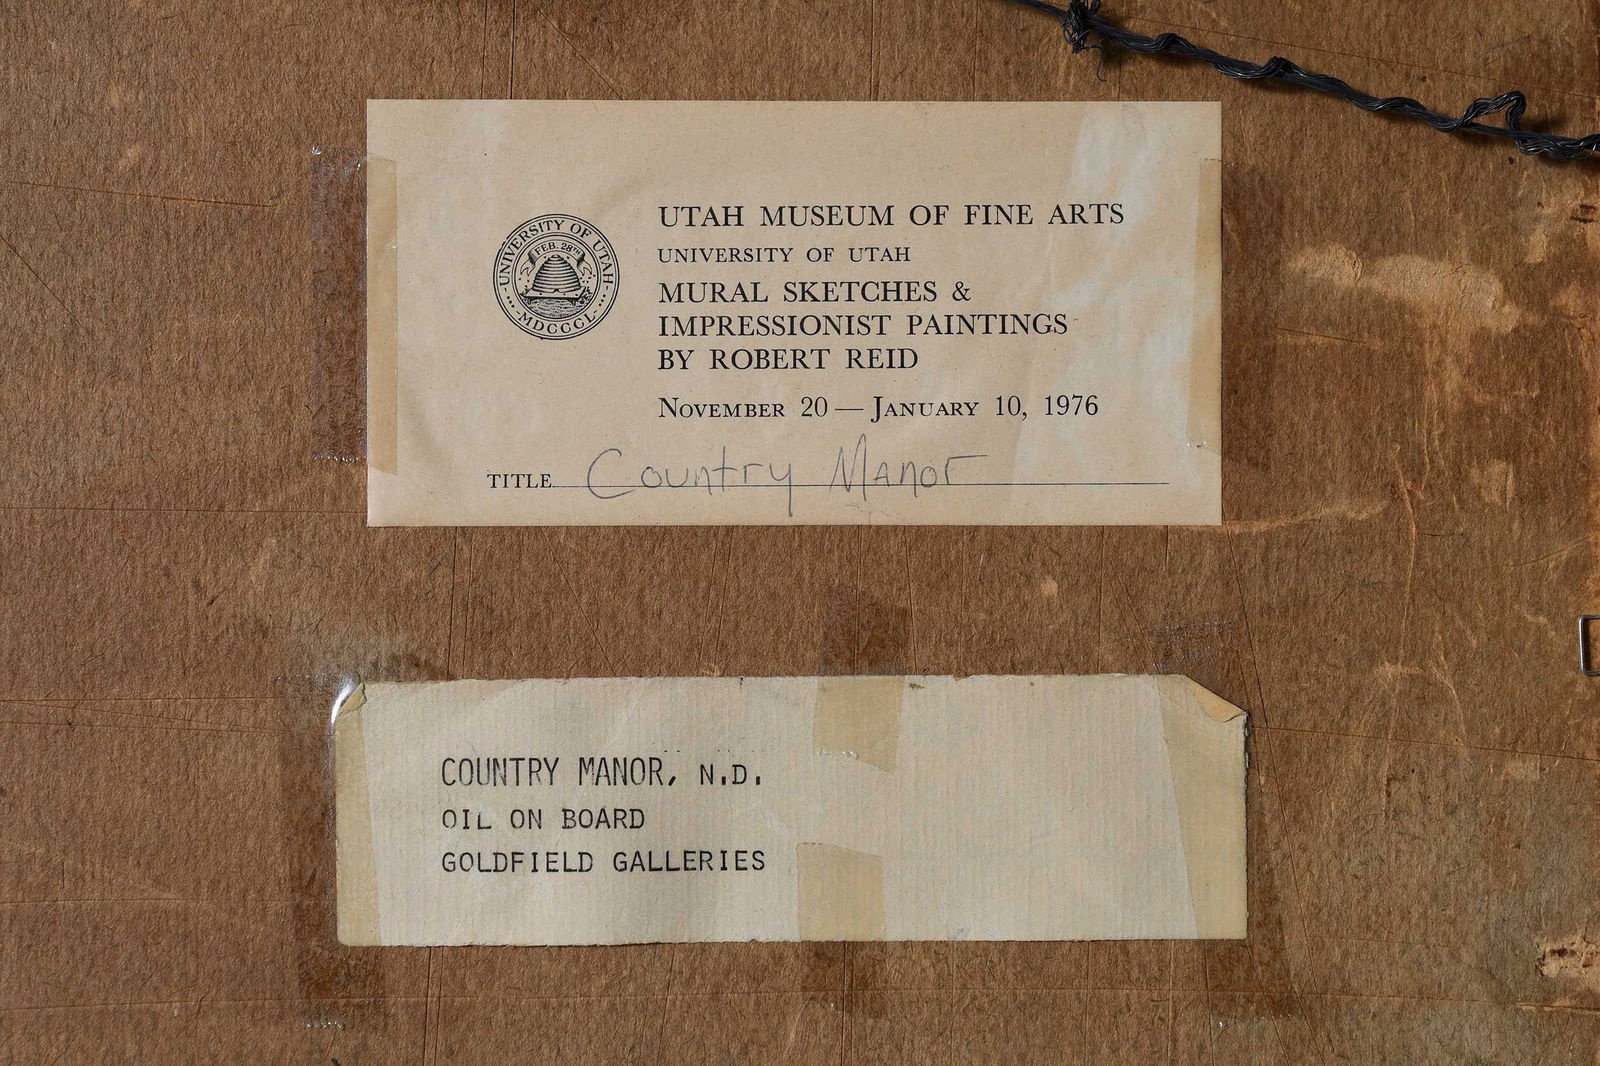 UTAH MUSEUM OF FINE ARTS
UNIVERSITY OF UTAH
MURAL SKETCHES &
IMPRESSIONIST PAINTINGS
BY ROBERT REID
NOVEMBER 20 — JANUARY 10, 1976
UNIVERSITY OF UTAH
FEB. 28TH
MDCCCL
TITLE Country Manor
COUNTRY MANOR, N.D.
OIL ON BOARD
GOLDFIELD GALLERIES